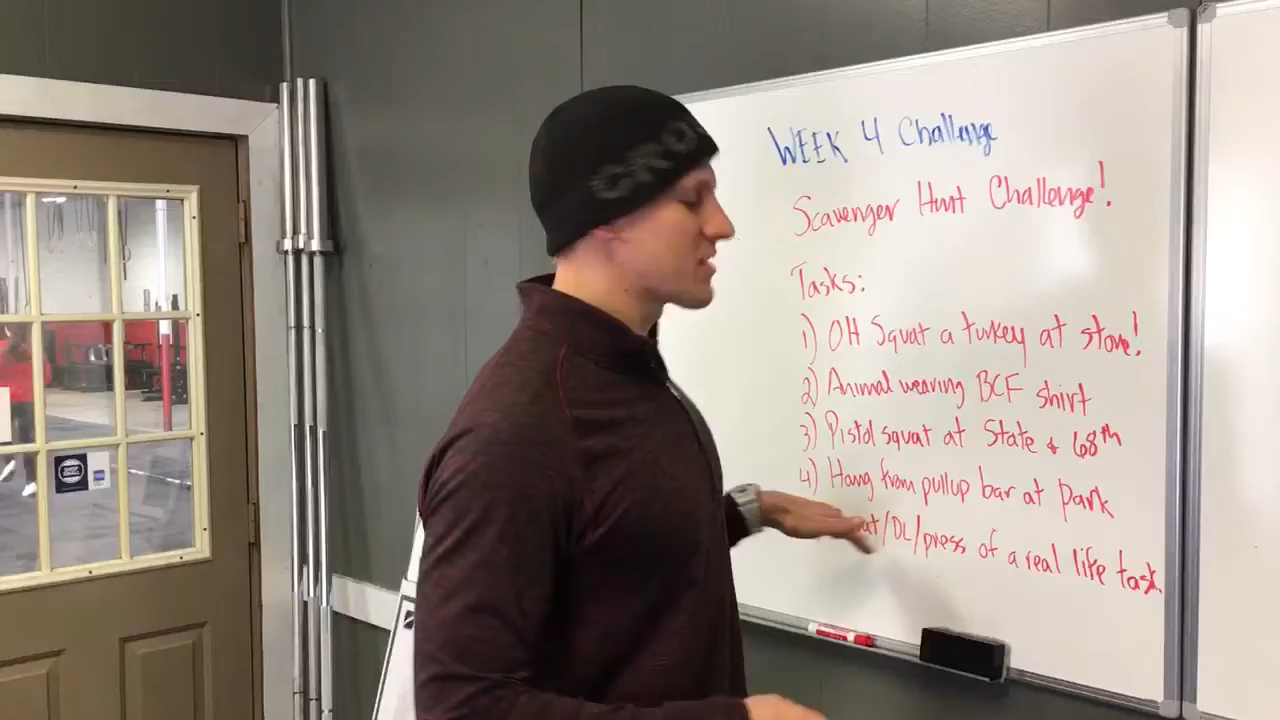 WEEK 4 Challenge
Scavenger Hunt Challenge!
Tasks:
1) OH Squat a turkey at store!
2) Animal wearing BCF shirt
3) Pistol squat at State & 68th
4) Hang from pullup bar at park
at/DL/press of a real life task
SHOP
SMALL